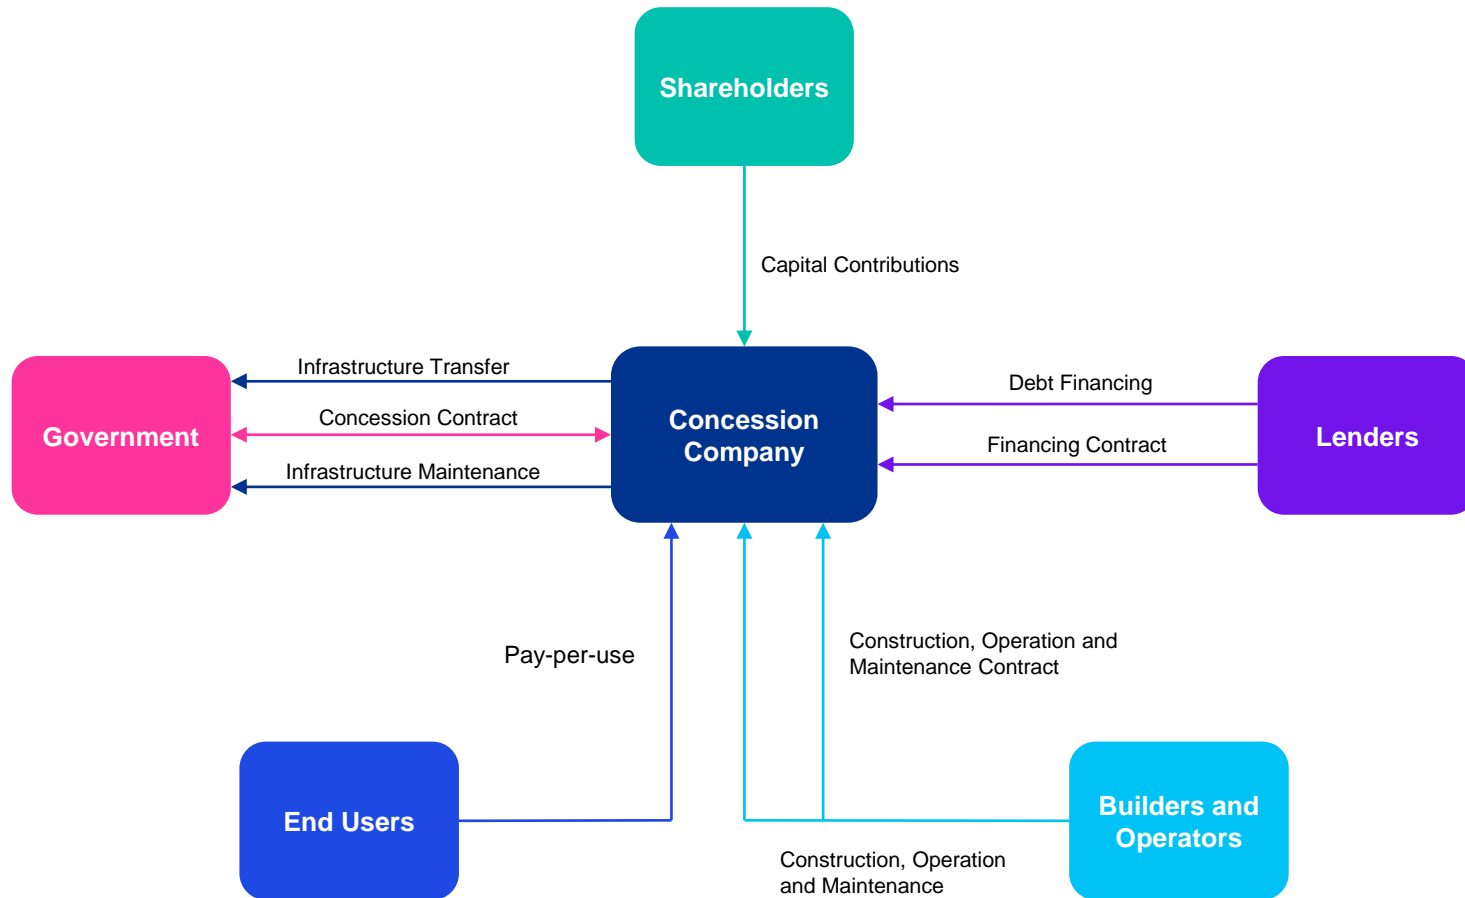 Shareholders
Capital Contributions
Infrastructure Transfer
Concession Contract
Infrastructure Maintenance
Government
Concession
Company
Debt Financing
Financing Contract
Lenders
Pay-per-use
Construction, Operation and
Maintenance Contract
End Users
Builders and
Operators
Construction, Operation
and Maintenance